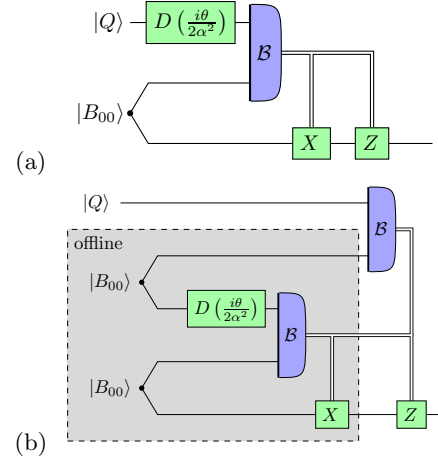 |Q⟩ D(iθ/2α²) B
|B₀₀⟩
X Z
(a)
|Q⟩
B
offline
|B₀₀⟩
D(iθ/2α²) B
|B₀₀⟩
X Z
(b)